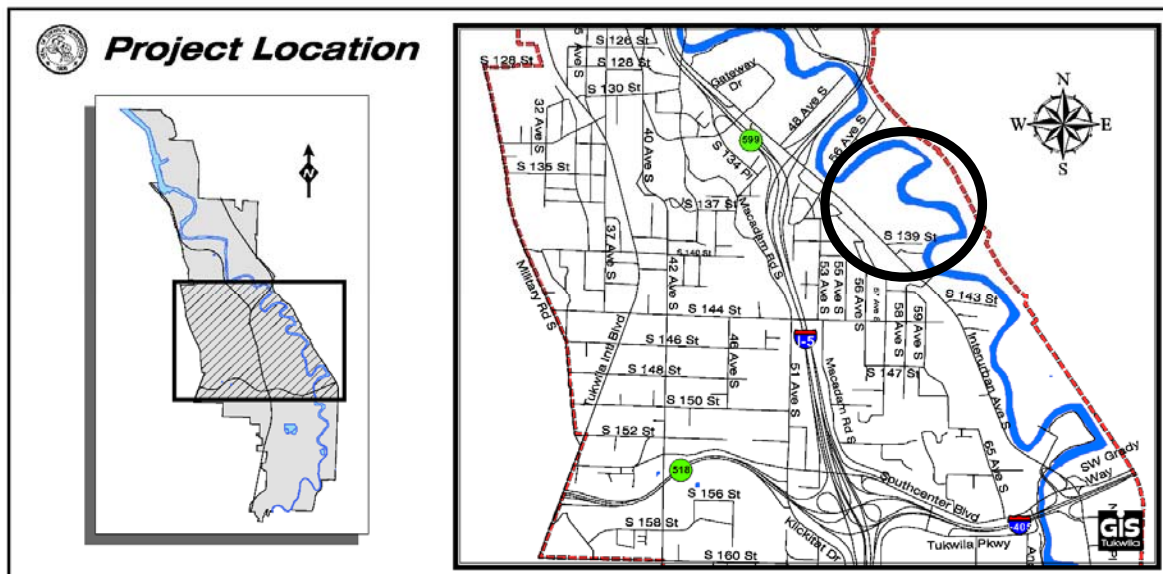 Project Location
N
N
W E
S
S 126 St
S 128 St
S 128 St
S 130 St
Gateway
Dr
32 Ave S
40 Ave S
48 Ave S
56 Ave S
599
S 134 Pl
S 135 St
S 137 St
Macadam Rd S
37 Ave S
42 Ave S
S 140 St
S 139 St
Military Rd S
53 Ave S
55 Ave S
56 Ave S
57 Ave S
58 Ave S
59 Ave S
S 143 St
S 144 St
Tukwila Intl Blvd
S 146 St
46 Ave S
I-5
Interurban Ave S
S 148 St
S 147 St
51 Ave S
Macadam Rd S
S 150 St
S 152 St
65 Ave S
SW Grady
Way
518
Southcenter Blvd
S 156 St
S 158 St
Klickitat Dr
I-405
Tukwila Pkwy
S 160 St
GIS
Tukwila